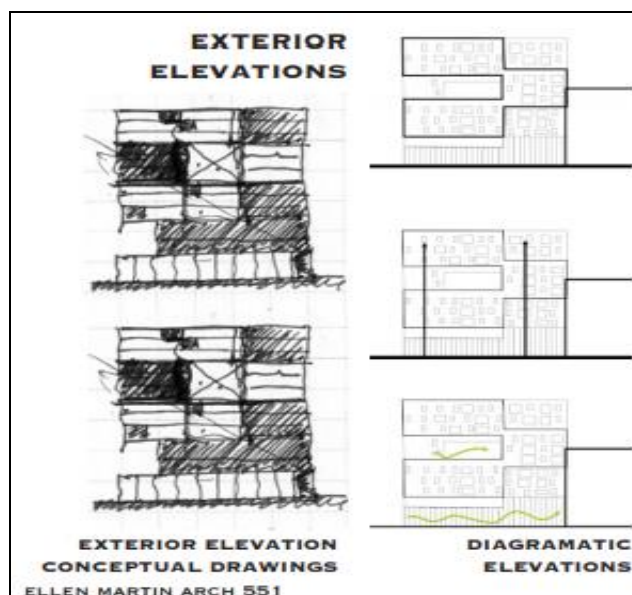 EXTERIOR
ELEVATIONS
EXTERIOR ELEVATION
CONCEPTUAL DRAWINGS
DIAGRAMATIC
ELEVATIONS
ELLEN MARTIN ARCH 551